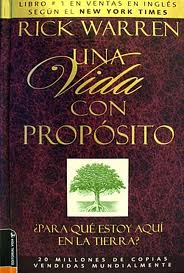 LIBRO # 1 EN VENTAS EN INGLÉS
SEGÚN EL NEW YORK TIMES
RICK WARREN
UNA
Vida
CON
PROPÓSITO
¿PARA QUÉ ESTOY AQUÍ
EN LA TIERRA?
20 MILLONES DE COPIAS
VENDIDAS MUNDIALMENTE